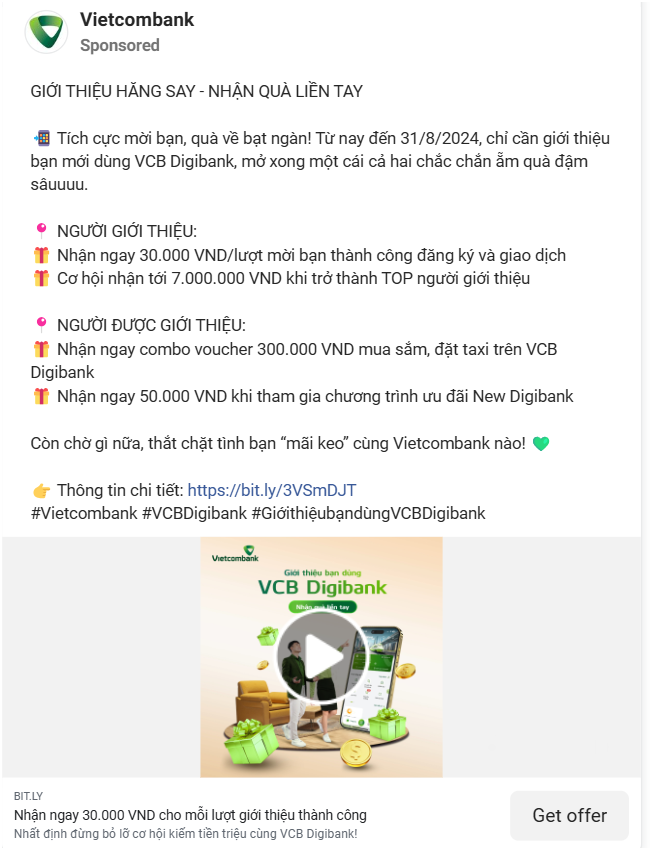 Vietcombank
Sponsored
GIỚI THIỆU HĂNG SAY - NHẬN QUÀ LIỀN TAY
📲 Tích cực mời bạn, quà về bạt ngàn! Từ nay đến 31/8/2024, chỉ cần giới thiệu
bạn mới dùng VCB Digibank, mở xong một cái cả hai chắc chắn ẵm quà đậm
sâuuuu.
📍 NGƯỜI GIỚI THIỆU:
🎁 Nhận ngay 30.000 VND/lượt mời bạn thành công đăng ký và giao dịch
🎁 Cơ hội nhận tới 7.000.000 VND khi trở thành TOP người giới thiệu
📍 NGƯỜI ĐƯỢC GIỚI THIỆU:
🎁 Nhận ngay combo voucher 300.000 VND mua sắm, đặt taxi trên VCB
Digibank
🎁 Nhận ngay 50.000 VND khi tham gia chương trình ưu đãi New Digibank
Còn chờ gì nữa, thắt chặt tình bạn “mãi keo” cùng Vietcombank nào! 💚
👉 Thông tin chi tiết: https://bit.ly/3VSmDJT
#Vietcombank #VCBDigibank #GiớithiệubạndùngVCBDigibank
Vietcombank
Giới thiệu bạn dùng
VCB Digibank
Nhận quà liền tay
BIT.LY
Nhận ngay 30.000 VND cho mỗi lượt giới thiệu thành công
Nhất định đừng bỏ lỡ cơ hội kiếm tiền triệu cùng VCB Digibank!
Get offer